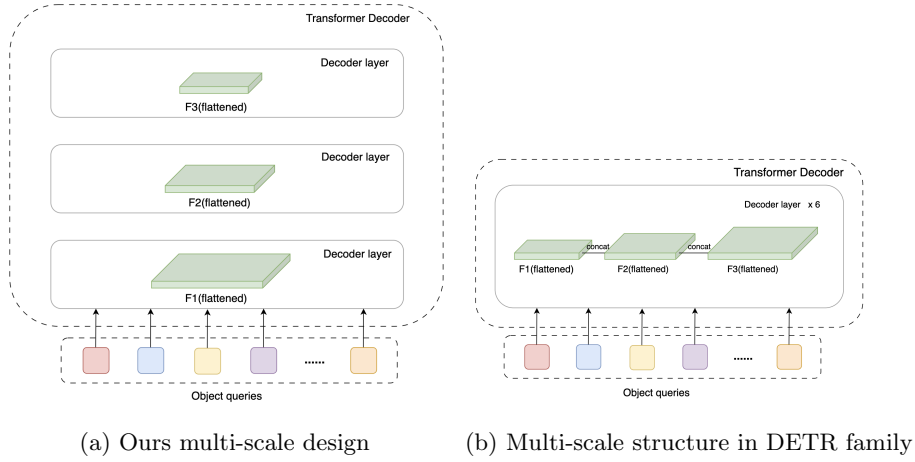 Transformer Decoder
Decoder layer
F3(flattened)
Decoder layer
F2(flattened)
Decoder layer
F1(flattened)
......
Object queries
(a) Ours multi-scale design
Transformer Decoder
Decoder layer x 6
concat concat
F1(flattened) F2(flattened) F3(flattened)
......
Object queries
(b) Multi-scale structure in DETR family